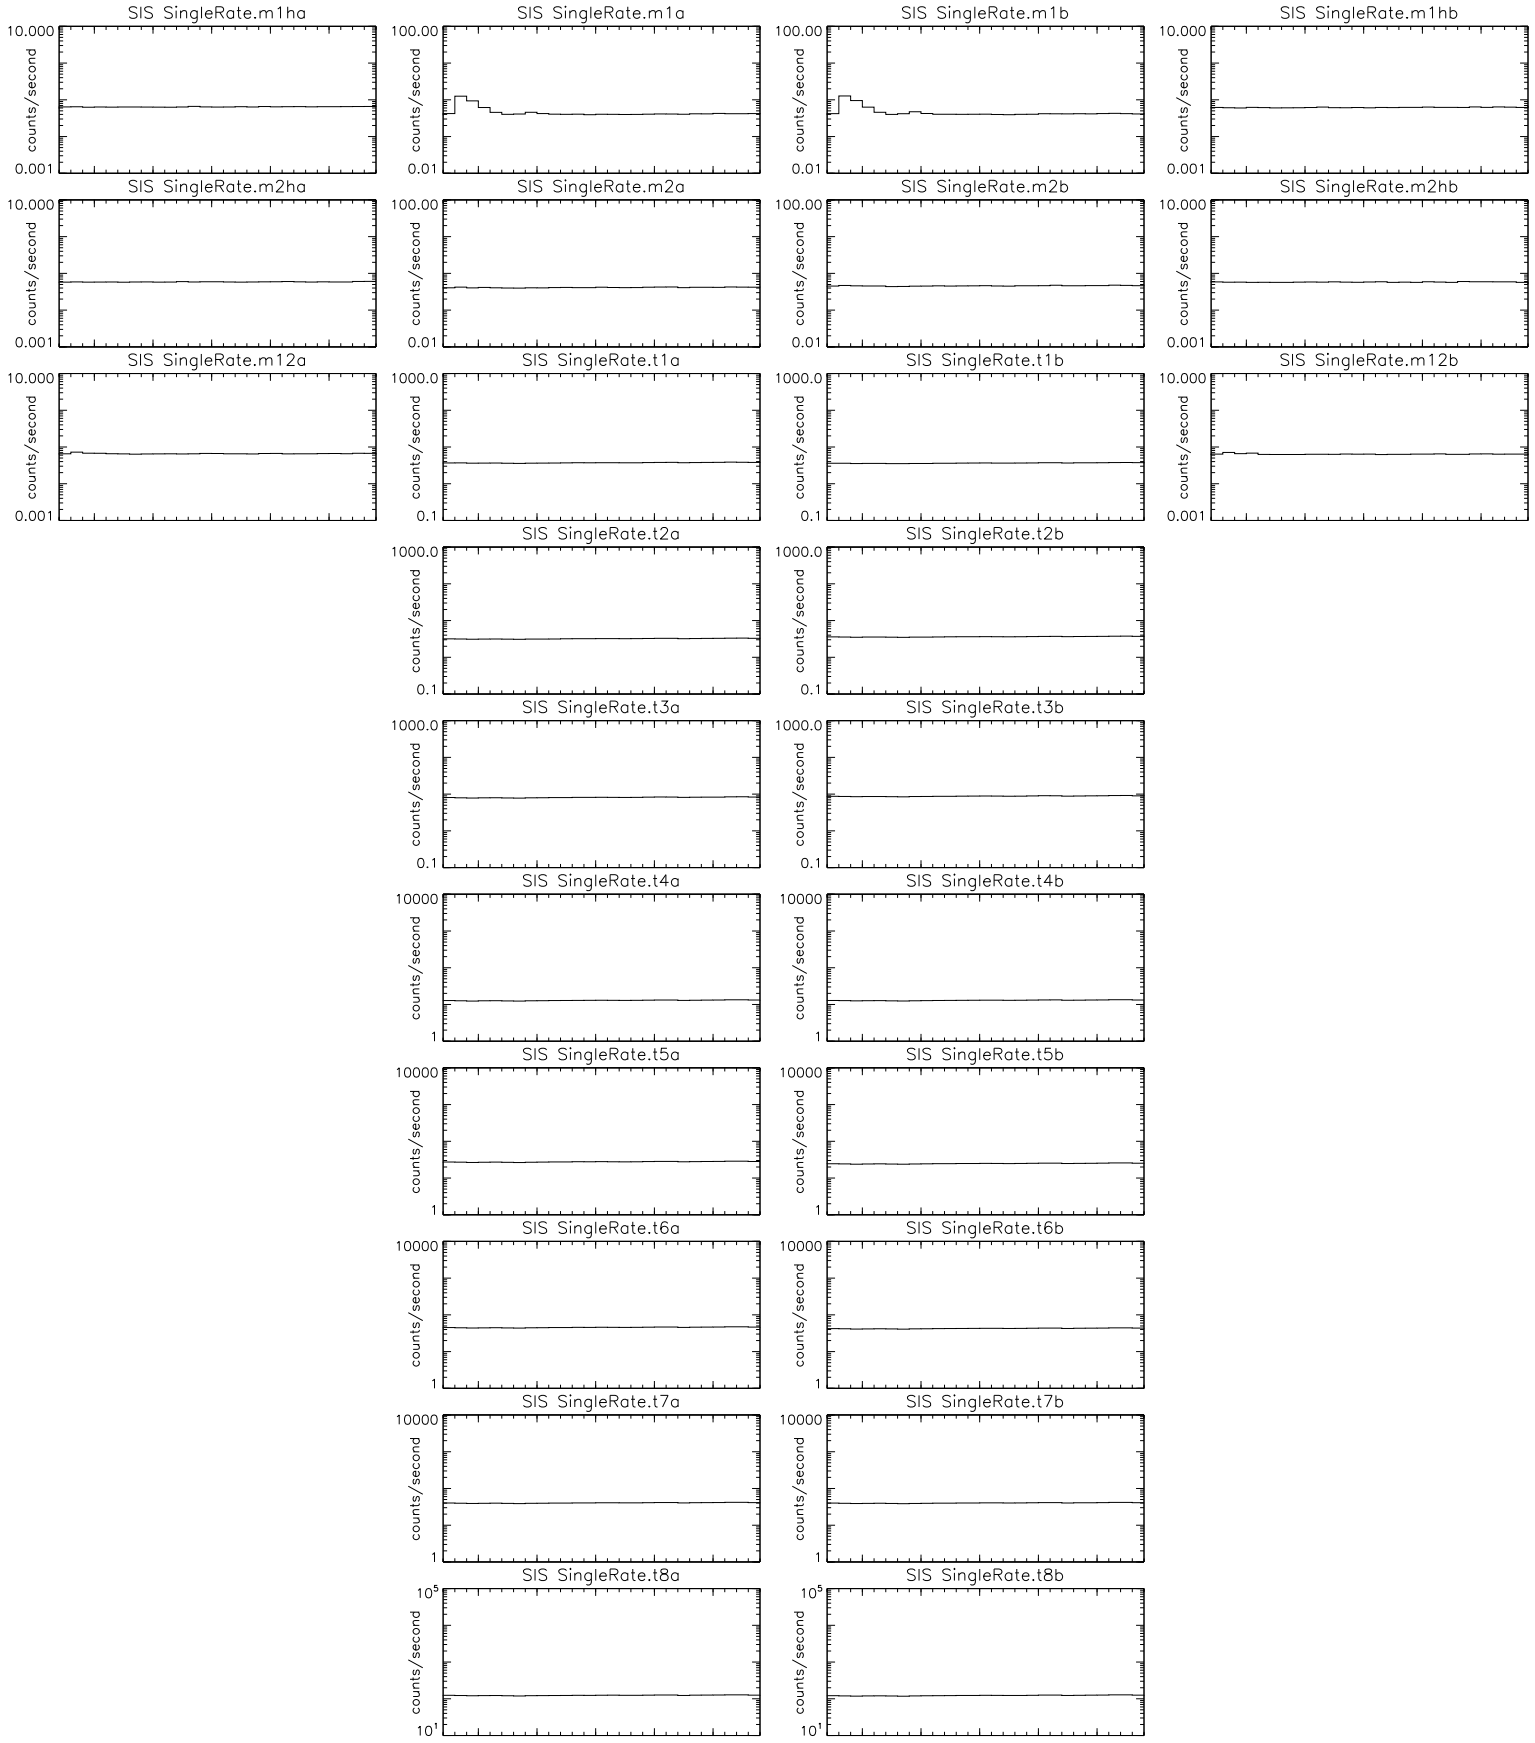 SIS SingleRate.m1ha
SIS SingleRate.m1a
SIS SingleRate.m1b
SIS SingleRate.m1hb
10.000
counts/second
0.001
100.00
counts/second
0.01
100.00
counts/second
0.01
10.000
counts/second
0.001
SIS SingleRate.m2ha
SIS SingleRate.m2a
SIS SingleRate.m2b
SIS SingleRate.m2hb
10.000
counts/second
0.001
100.00
counts/second
0.01
100.00
counts/second
0.01
10.000
counts/second
0.001
SIS SingleRate.m12a
SIS SingleRate.t1a
SIS SingleRate.t1b
SIS SingleRate.m12b
10.000
counts/second
0.001
1000.0
counts/second
0.1
1000.0
counts/second
0.1
10.000
counts/second
0.001
SIS SingleRate.t2a
SIS SingleRate.t2b
1000.0
counts/second
0.1
1000.0
counts/second
0.1
SIS SingleRate.t3a
SIS SingleRate.t3b
1000.0
counts/second
0.1
1000.0
counts/second
0.1
SIS SingleRate.t4a
SIS SingleRate.t4b
10000
counts/second
1
10000
counts/second
1
SIS SingleRate.t5a
SIS SingleRate.t5b
10000
counts/second
1
10000
counts/second
1
SIS SingleRate.t6a
SIS SingleRate.t6b
10000
counts/second
1
10000
counts/second
1
SIS SingleRate.t7a
SIS SingleRate.t7b
10000
counts/second
1
10000
counts/second
1
SIS SingleRate.t8a
SIS SingleRate.t8b
10⁵
counts/second
10¹
10⁵
counts/second
10¹